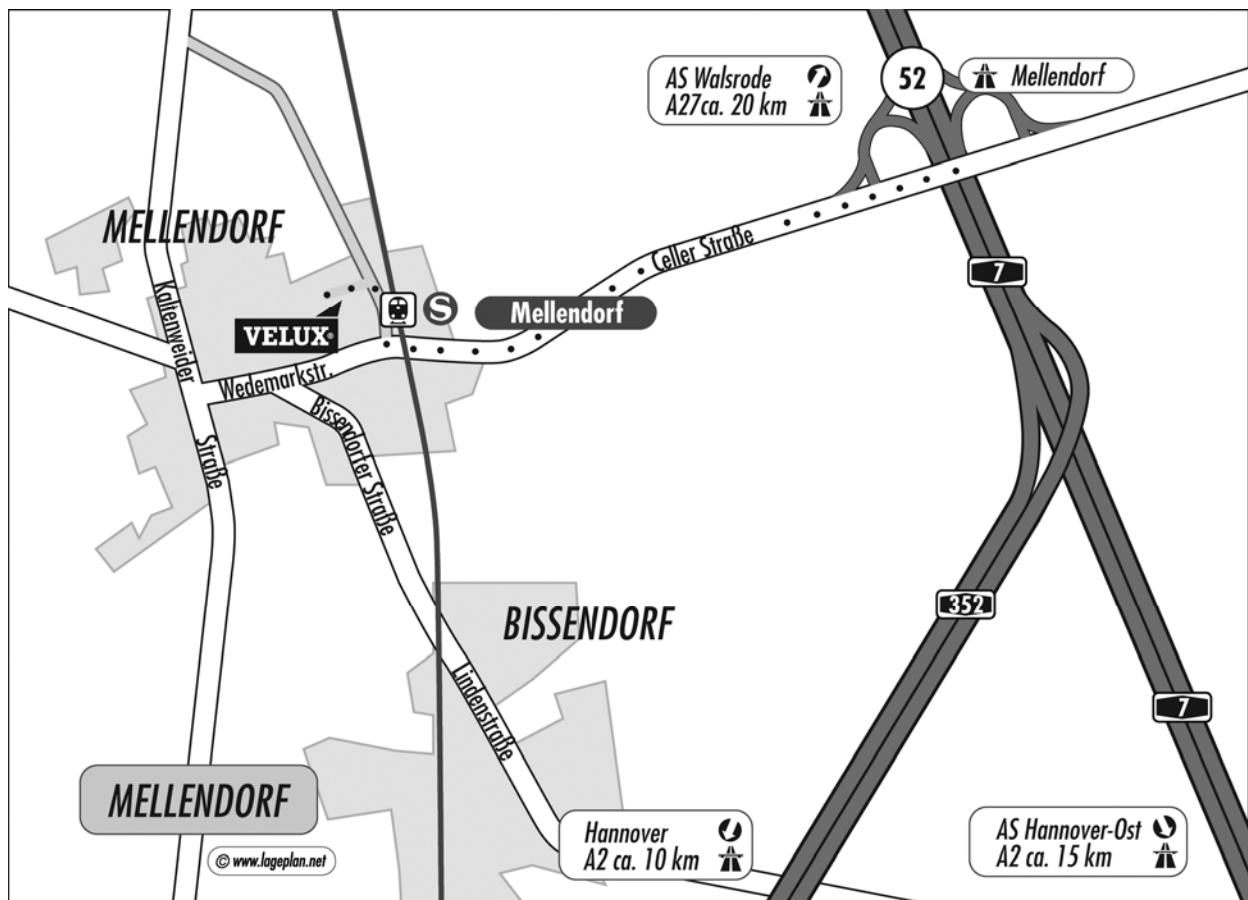 AS Walsrode
A27ca. 20 km
52
Mellendorf
MELLENDORF
Celler Straße
7
Kaltenweider
Straße
S
Mellendorf
VELUX®
Wedemarkstr.
Bissendorfer Straße
352
BISSENDORF
Lindenstraße
7
MELLENDORF
© www.lageplan.net
Hannover
A2 ca. 10 km
AS Hannover-Ost
A2 ca. 15 km